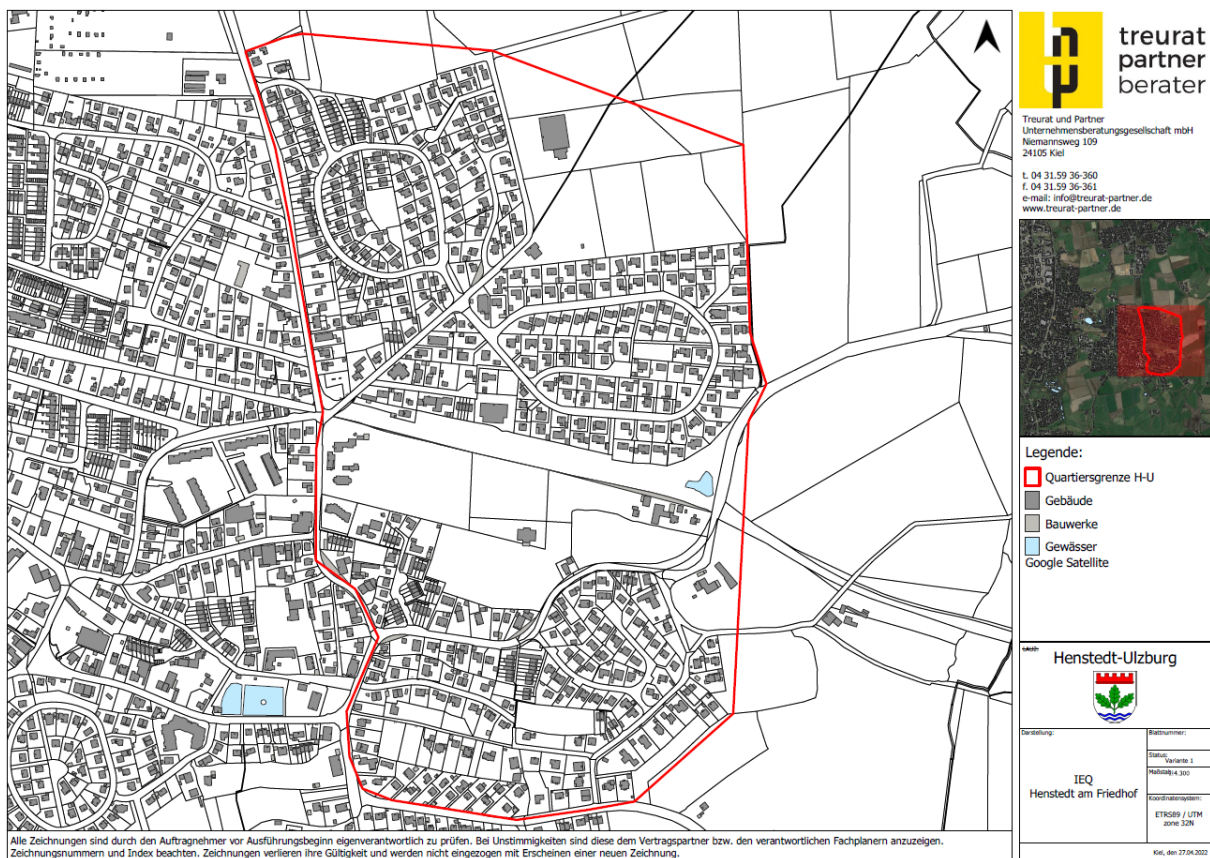 treurat
partner
berater
Treurat und Partner
Unternehmensberatungsgesellschaft mbH
Niemannsweg 109
24105 Kiel
t. 04 31.59 36-360
f. 04 31.59 36-361
e-mail: info@treurat-partner.de
www.treurat-partner.de
Legende:
Quartiersgrenze H-U
Gebäude
Bauwerke
Gewässer
Google Satellite
Henstedt-Ulzburg
Darstellung:
Blattnummer:
Status:
Variante 1
IEQ
Henstedt am Friedhof
Koordinatensystem:
ETRS89 / UTM
zone 32N
Kiel, den 27.04.2022
Alle Zeichnungen sind durch den Auftragnehmer vor Ausführungsbeginn eigenverantwortlich zu prüfen. Bei Unstimmigkeiten sind diese dem Vertragspartner bzw. den verantwortlichen Fachplanern anzuzeigen.
Zeichnungsnummern und Index beachten. Zeichnungen verlieren ihre Gültigkeit und werden nicht eingezogen mit Erscheinen einer neuen Zeichnung.